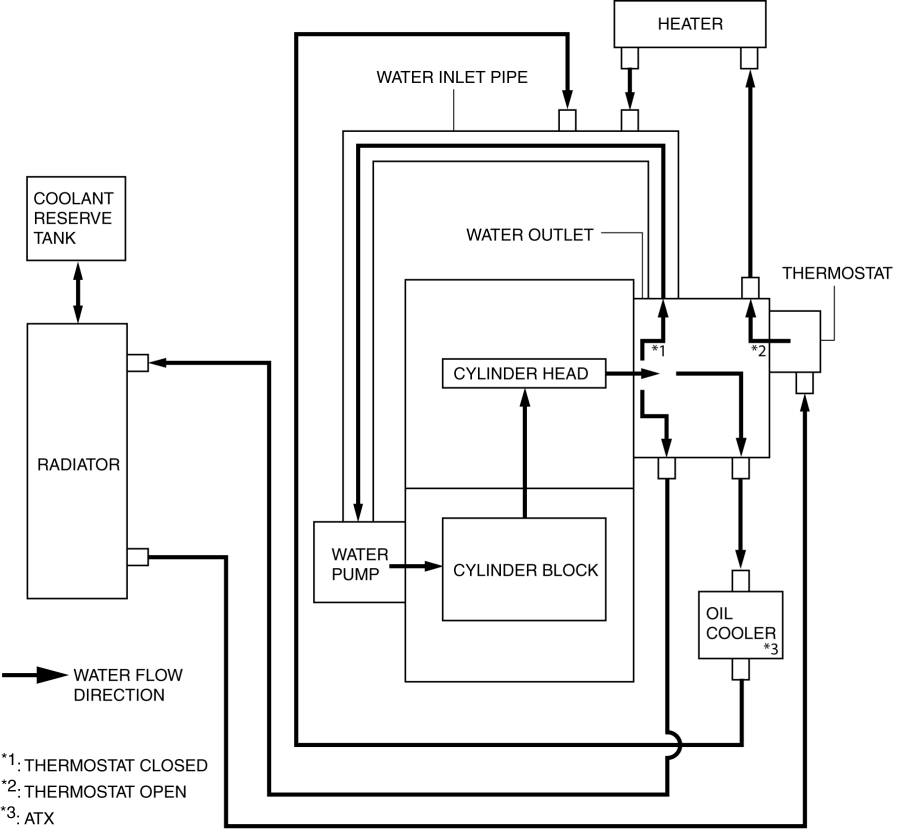 HEATER
WATER INLET PIPE
COOLANT
RESERVE
TANK
WATER OUTLET
THERMOSTAT
*1
*2
CYLINDER HEAD
RADIATOR
WATER
PUMP
CYLINDER BLOCK
OIL
COOLER
*3
WATER FLOW
DIRECTION
*1: THERMOSTAT CLOSED
*2: THERMOSTAT OPEN
*3: ATX